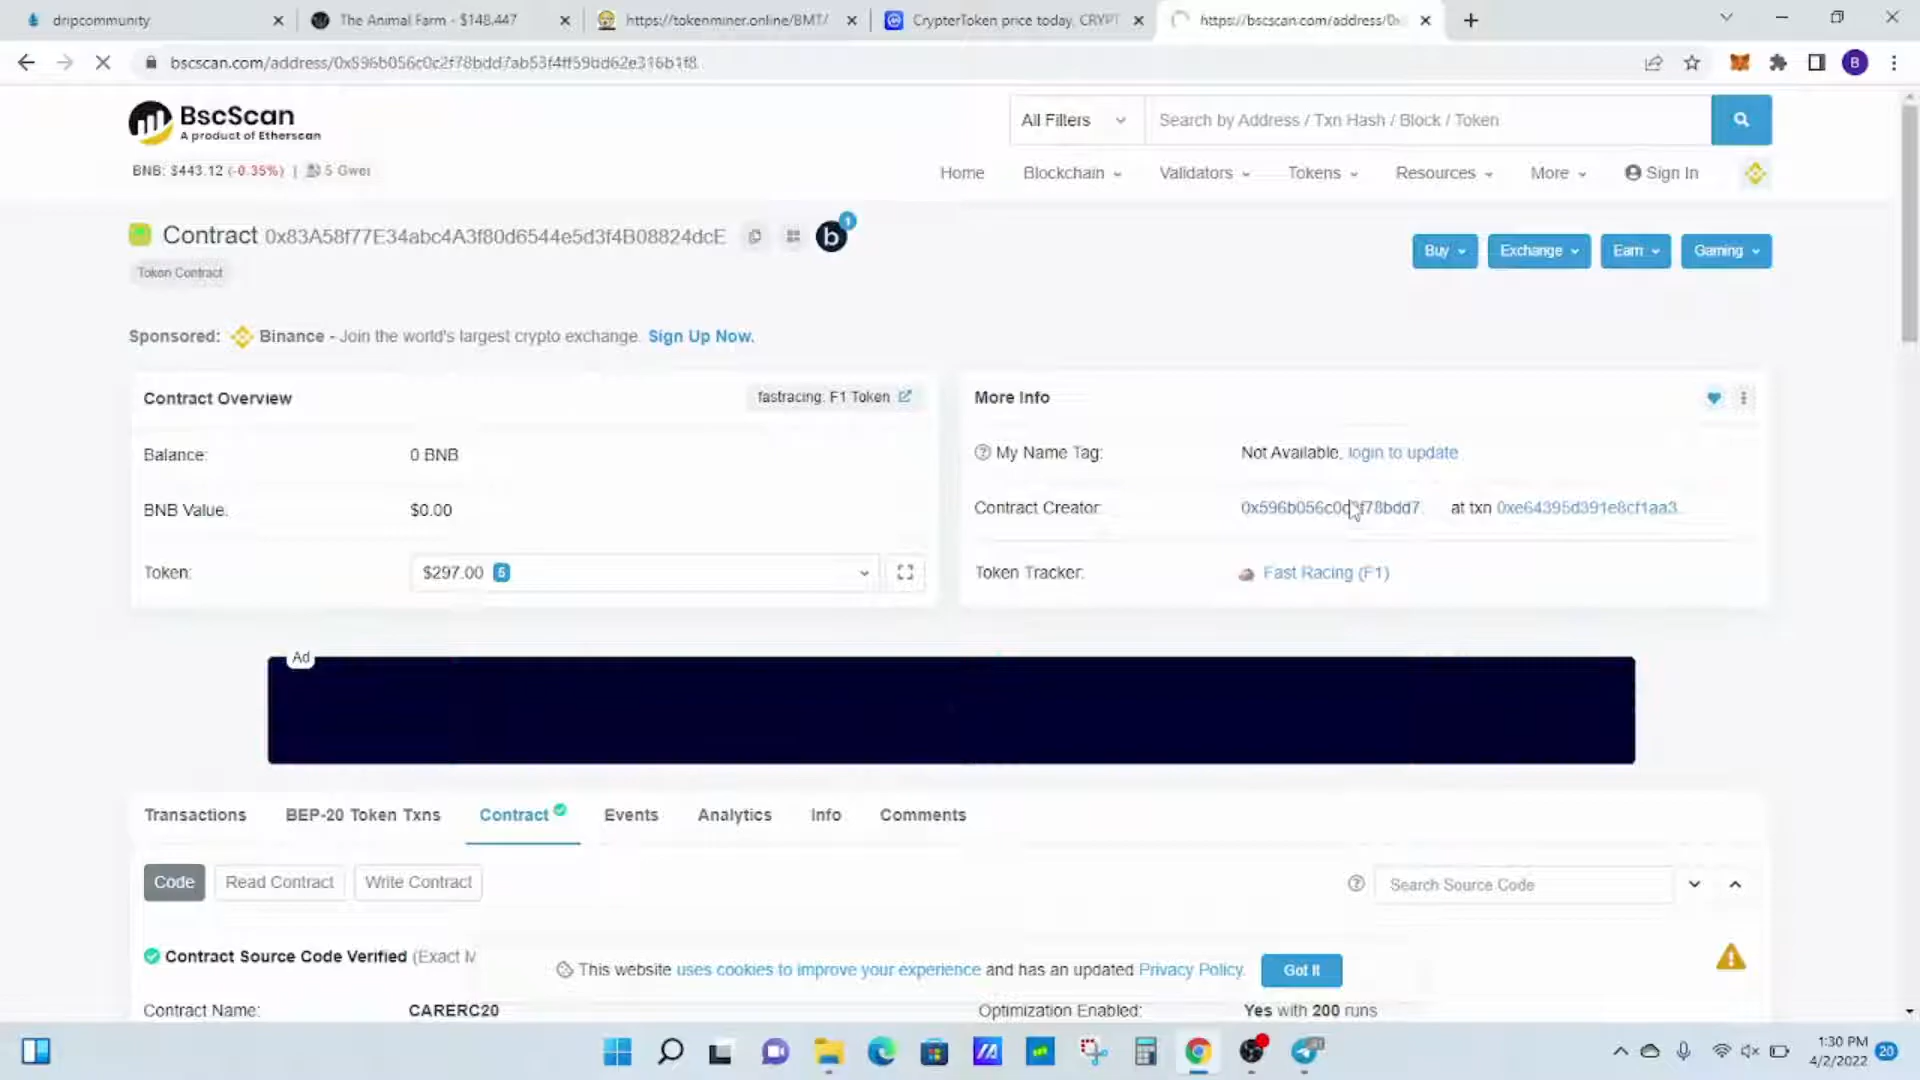 dripcommunity
The Animal Farm - $148.447
https://tokenminer.online/BMT/
CrypterToken price today, CRYPT
https://bscscan.com/address/0x
bscscan.com/address/0x596b056c0c2f78bdd7ab53f4ff59bd62e316b1f8
B
BscScan
A product of Etherscan
All Filters
Search by Address / Txn Hash / Block / Token
BNB: $443.12 (-0.35%) | 5 Gwei
Home
Blockchain
Validators
Tokens
Resources
More
Sign In
Contract 0x83A58f77E34abc4A3f80d6544e5d3f4B08824dcE
b
1
Token Contract
Buy
Exchange
Earn
Gaming
Sponsored: Binance - Join the world's largest crypto exchange. Sign Up Now.
Contract Overview
fastracing: F1 Token
More Info
Balance:
0 BNB
My Name Tag:
Not Available, login to update
BNB Value:
$0.00
Contract Creator:
0x596b056c0c2f78bdd7... at txn 0xe64395d391e8cf1aa3...
Token:
$297.00 5
Token Tracker:
Fast Racing (F1)
Ad
Transactions
BEP-20 Token Txns
Contract
Events
Analytics
Info
Comments
Code
Read Contract
Write Contract
Search Source Code
Contract Source Code Verified (Exact M
This website uses cookies to improve your experience and has an updated Privacy Policy.
Got It
Contract Name:
CARERC20
Optimization Enabled:
Yes with 200 runs
1:30 PM
4/2/2022
20